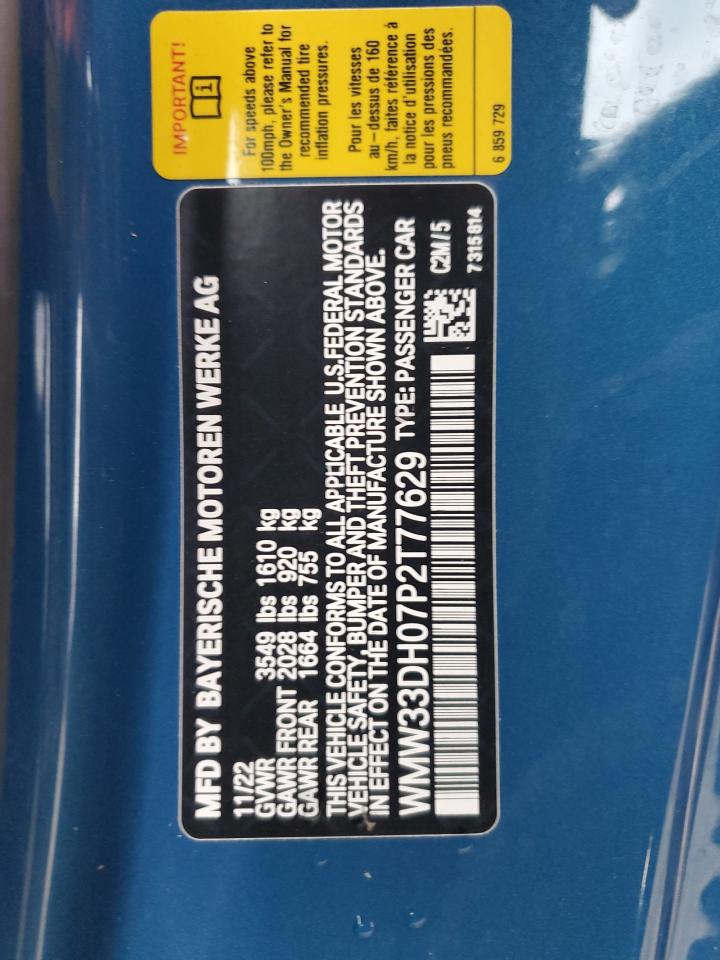 MFD BY BAYERISCHE MOTOREN WERKE AG
11/22
GVWR 3549 lbs 1610 kg
GAWR FRONT 2028 lbs 920 kg
GAWR REAR 1664 lbs 755 kg
THIS VEHICLE CONFORMS TO ALL APPLICABLE U.S.FEDERAL MOTOR
VEHICLE SAFETY, BUMPER AND THEFT PREVENTION STANDARDS
IN EFFECT ON THE DATE OF MANUFACTURE SHOWN ABOVE.
WMW33DH07P2T77629 TYPE: PASSENGER CAR
C2M/5
7 315 814
IMPORTANT!
For speeds above
100mph, please refer to
the Owner's Manual for
recommended tire
inflation pressures.
Pour les vitesses
au-dessus de 160
km/h, faites référence à
la notice d'utilisation
pour les pressions des
pneus recommandées.
6 859 729